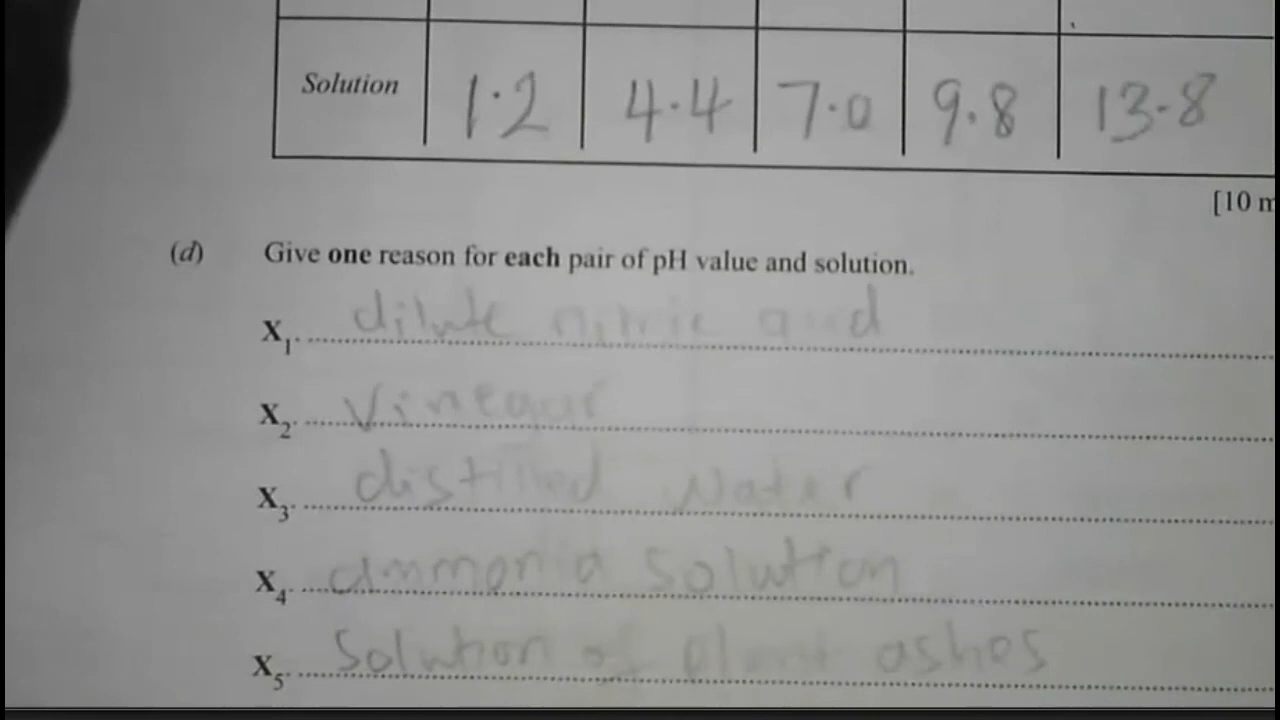 Solution 1.2 4.4 7.0 9.8 13.8
[10 m
(d) Give one reason for each pair of pH value and solution.
X1. dilute nitric acid
X2. Vinegar
X3. distilled water
X4. ammonia solution
X5. Solution of plant ashes